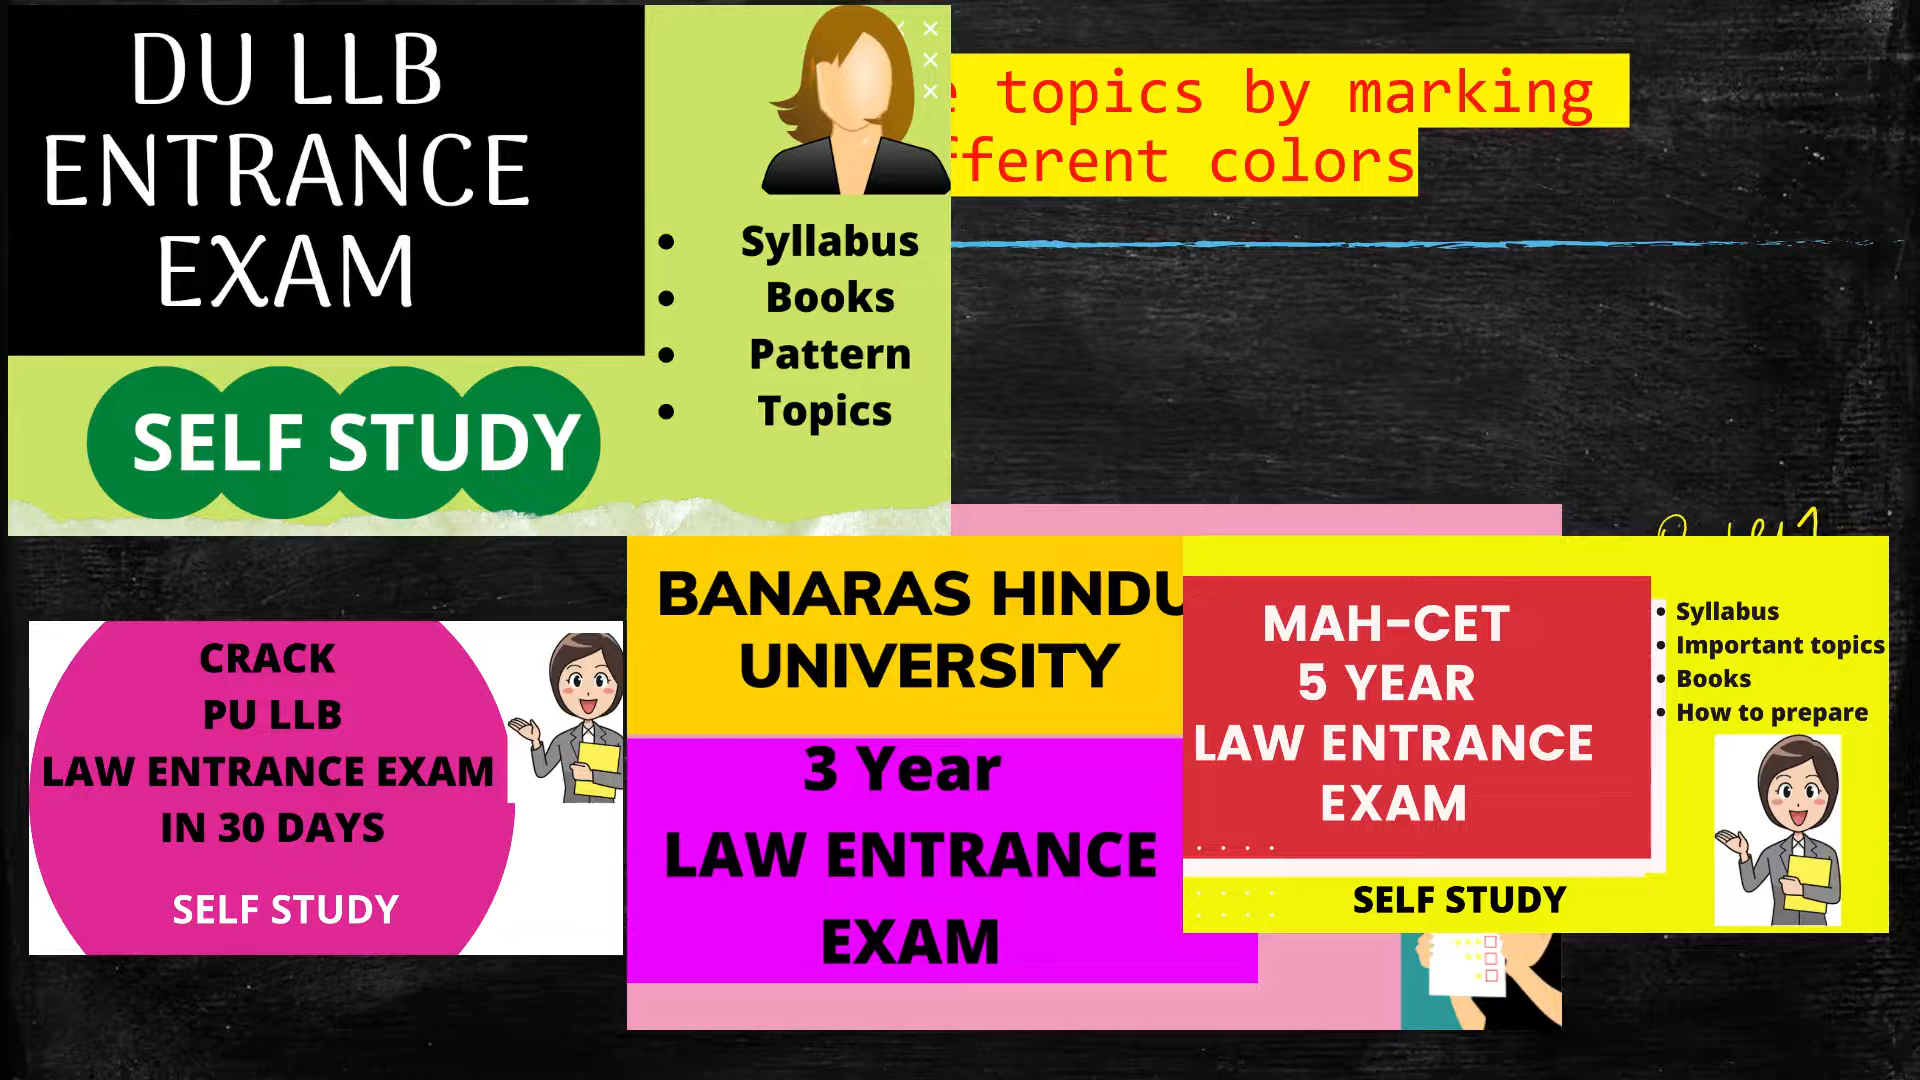 DU LLB
ENTRANCE
EXAM
SELF STUDY
• Syllabus
• Books
• Pattern
• Topics
topics by marking
fferent colors
CRACK
PU LLB
LAW ENTRANCE EXAM
IN 30 DAYS
SELF STUDY
BANARAS HINDU
UNIVERSITY
3 Year
LAW ENTRANCE
EXAM
MAH-CET
5 YEAR
LAW ENTRANCE
EXAM
SELF STUDY
• Syllabus
• Important topics
• Books
• How to prepare